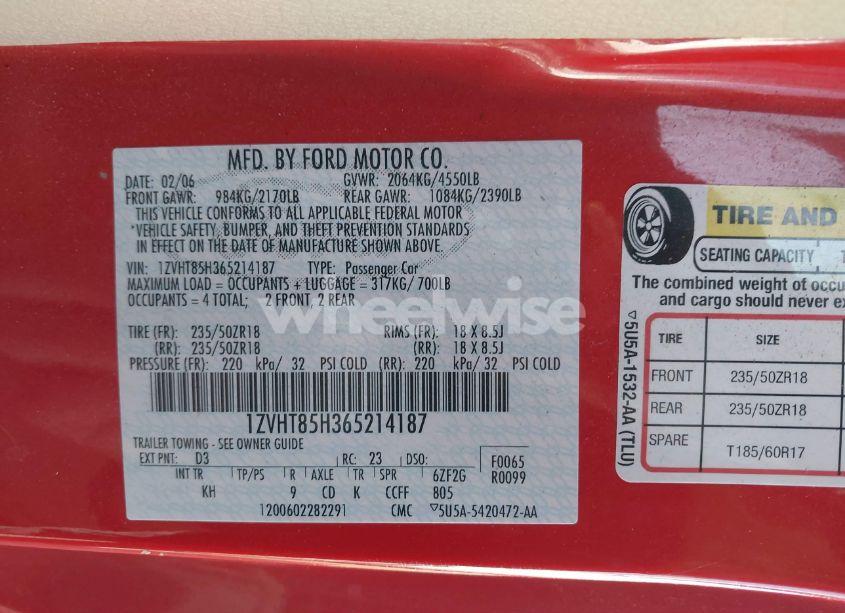 MFD. BY FORD MOTOR CO.
DATE: 02/06 GVWR: 2064KG/4550LB
FRONT GAWR: 984KG/2170LB REAR GAWR: 1084KG/2390LB
THIS VEHICLE CONFORMS TO ALL APPLICABLE FEDERAL MOTOR
*VEHICLE SAFETY, BUMPER, AND THEFT PREVENTION STANDARDS
IN EFFECT ON THE DATE OF MANUFACTURE SHOWN ABOVE.
VIN: 1ZVHT85H365214187 TYPE: Passenger Car
MAXIMUM LOAD = OCCUPANTS + LUGGAGE = 317KG/ 700LB
OCCUPANTS = 4 TOTAL; 2 FRONT, 2 REAR
wheelwise
TIRE (FR): 235/50ZR18 RIMS (FR): 18 X 8.5J
(RR): 235/50ZR18 (RR): 18 X 8.5J
PRESSURE (FR): 220 kPa/ 32 PSI COLD (RR): 220 kPa/ 32 PSI COLD
1ZVHT85H365214187
TRAILER TOWING - SEE OWNER GUIDE
EXT PNT: D3 RC: 23 DSO: F0065
INT TR TP/PS R AXLE TR SPR 6ZF2G R0099
KH 9 CD K CCFF 805
1200602282291 CMC ▽5U5A-5420472-AA
TIRE AND
SEATING CAPACITY T
The combined weight of occu
and cargo should never ex
▽5U5A-1532-AA (TLU)
TIRE SIZE
FRONT 235/50ZR18
REAR 235/50ZR18
SPARE T185/60R17